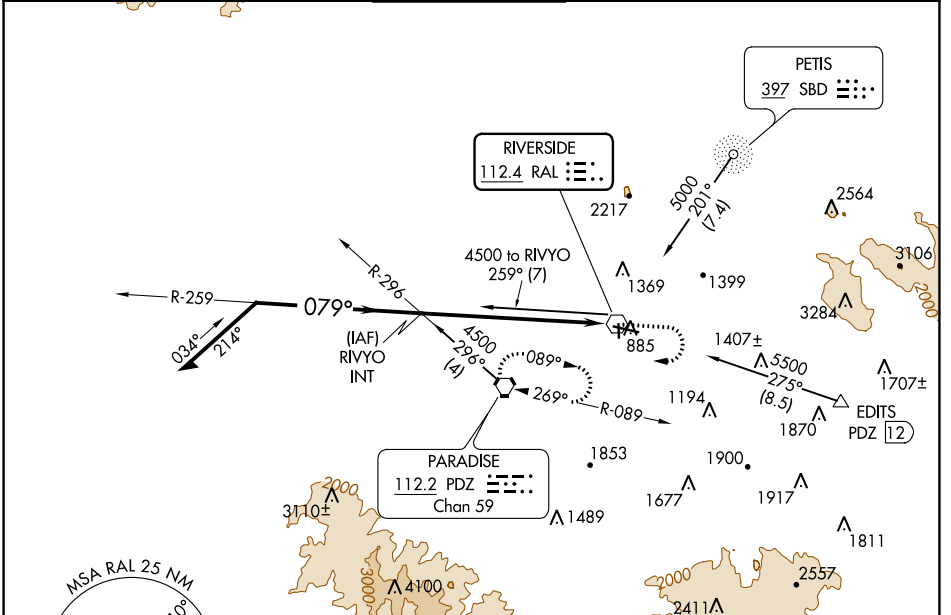 PETIS
397 SBD
RIVERSIDE
112.4 RAL
5000
201°
(7.4)
2217
2564
3106
2000
R-296
4500 to RIVYO
259° (7)
1369
1399
3284
R-259
079°
034°
214°
(IAF)
RIVYO
INT
4500
296°
(4)
885
089°
269°
R-089
1407±
5500
275°
(8.5)
1707±
1194
1870
EDITS
PDZ 12
PARADISE
112.2 PDZ
Chan 59
1853
1900
1677
1917
2000
3110±
1489
1811
MSA RAL 25 NM
3000
4100
2000
2557
2411